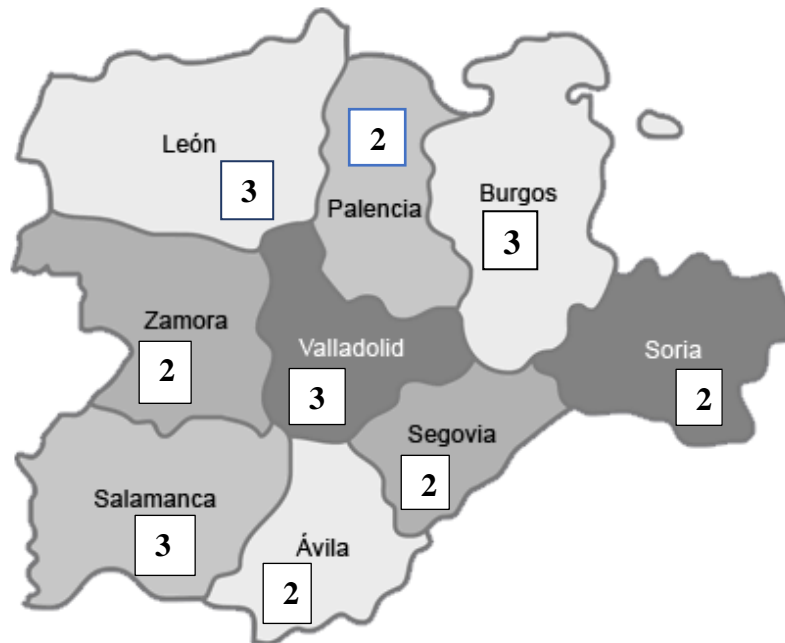 León
3
2
Palencia
Burgos
3
Zamora
2
Valladolid
3
Soria
2
Segovia
2
Salamanca
3
Ávila
2